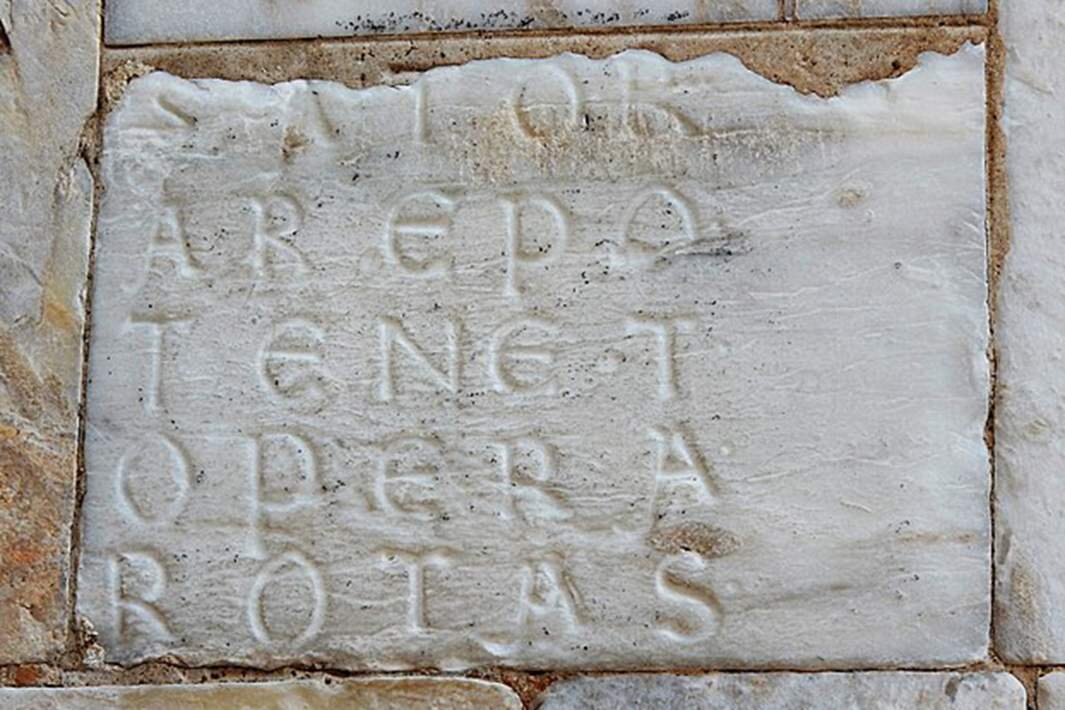 SATOR
AREPO
TENET
OPERA
ROTAS